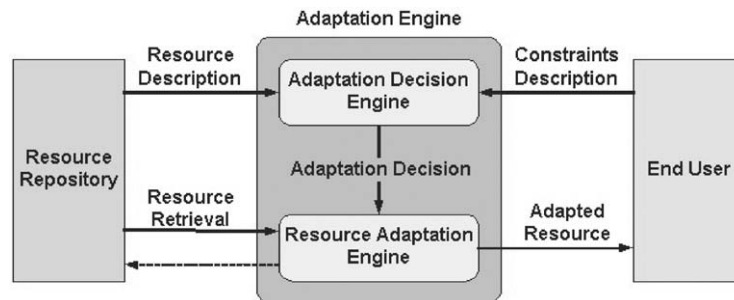 Adaptation Engine
Resource
Description
Constraints
Description
Adaptation Decision
Engine
Resource
Repository
Adaptation Decision
End User
Resource
Retrieval
Adapted
Resource
Resource Adaptation
Engine